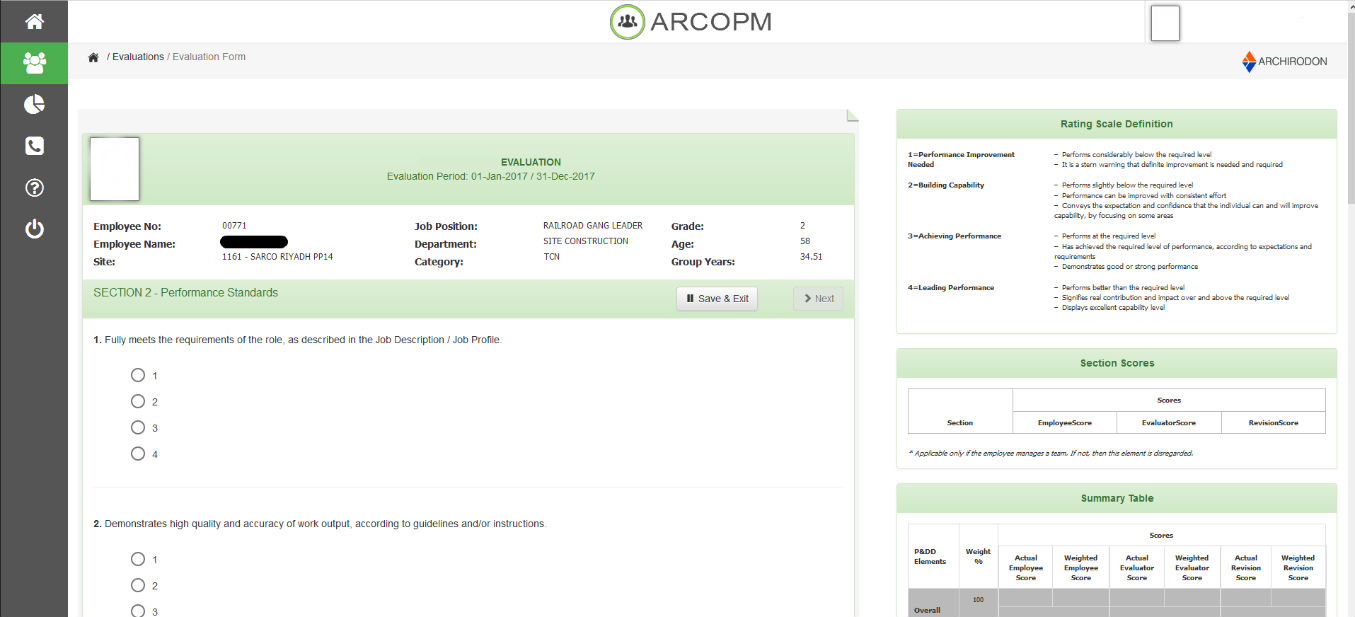 ARCOPM
/ Evaluations / Evaluation Form
ARCHIRODON
EVALUATION
Evaluation Period: 01-Jan-2017 / 31-Dec-2017
Employee No: 00771 Job Position: RAILROAD GANG LEADER Grade: 2
Employee Name: Department: SITE CONSTRUCTION Age: 58
Site: 1161 - SARCO RIYADH PP14 Category: TCN Group Years: 34.51
SECTION 2 - Performance Standards
Save & Exit
Next
1. Fully meets the requirements of the role, as described in the Job Description / Job Profile.
1
2
3
4
2. Demonstrates high quality and accuracy of work output, according to guidelines and/or instructions.
1
2
3
Rating Scale Definition
1=Performance Improvement Needed
– Performs considerably below the required level
– It is a stern warning that definite improvement is needed and required
2=Building Capability
– Performs slightly below the required level
– Performance can be improved with consistent effort
– Conveys the expectation and confidence that the individual can and will improve
capability, by focusing on some areas
3=Achieving Performance
– Performs at the required level
– Has achieved the required level of performance, according to expectations and
requirements
– Demonstrates good or strong performance
4=Leading Performance
– Performs better than the required level
– Signifies real contribution and impact over and above the required level
– Displays excellent capability level
Section Scores
Scores
Section EmployeeScore EvaluatorScore RevisionScore
* Applicable only if the employee manages a team. If not, then this element is disregarded.
Summary Table
Scores
P&DD Elements
Weight %
Actual Employee Score
Weighted Employee Score
Actual Evaluator Score
Weighted Evaluator Score
Actual Revision Score
Weighted Revision Score
100
Overall